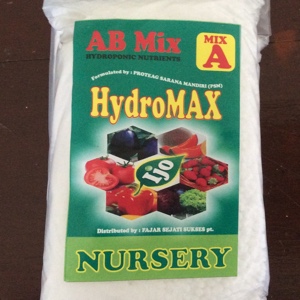 AB Mix
HYDROPONIC NUTRIENTS
MIX
A
Formulated by : PROTEAG SARANA MANDIRI (PSM)
HydroMAX
Ijo
Distributed by : FAJAR SEJATI SUKSES pt.
NURSERY